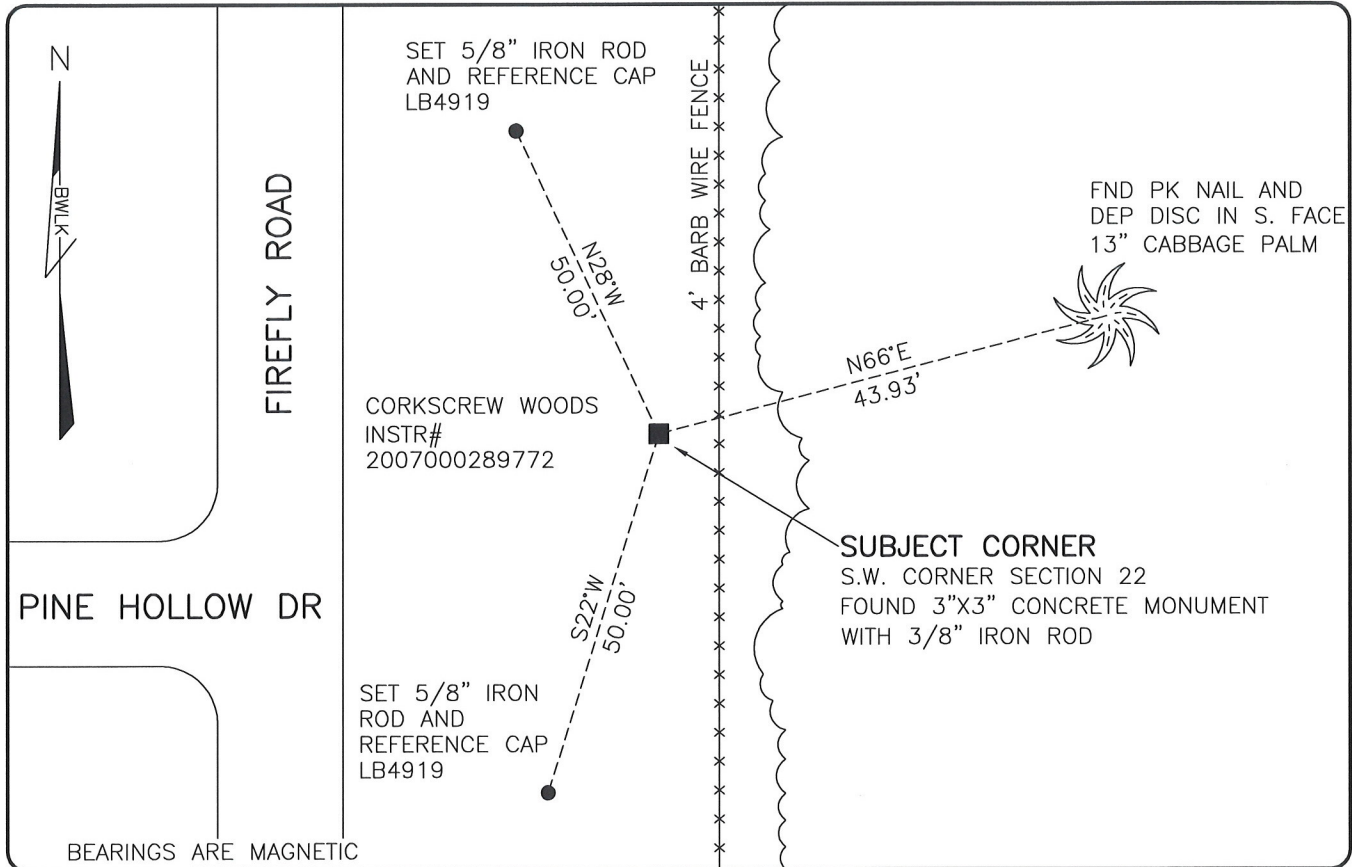 N
BWLK
FIREFLY ROAD
SET 5/8" IRON ROD
AND REFERENCE CAP
LB4919
4' BARB WIRE FENCE
FND PK NAIL AND
DEP DISC IN S. FACE
13" CABBAGE PALM
N28°W
50.00'
N66°E
43.93'
CORKSCREW WOODS
INSTR#
2007000289772
SUBJECT CORNER
S.W. CORNER SECTION 22
FOUND 3"X3" CONCRETE MONUMENT
WITH 3/8" IRON ROD
PINE HOLLOW DR
S22°W
50.00'
SET 5/8" IRON
ROD AND
REFERENCE CAP
LB4919
BEARINGS ARE MAGNETIC